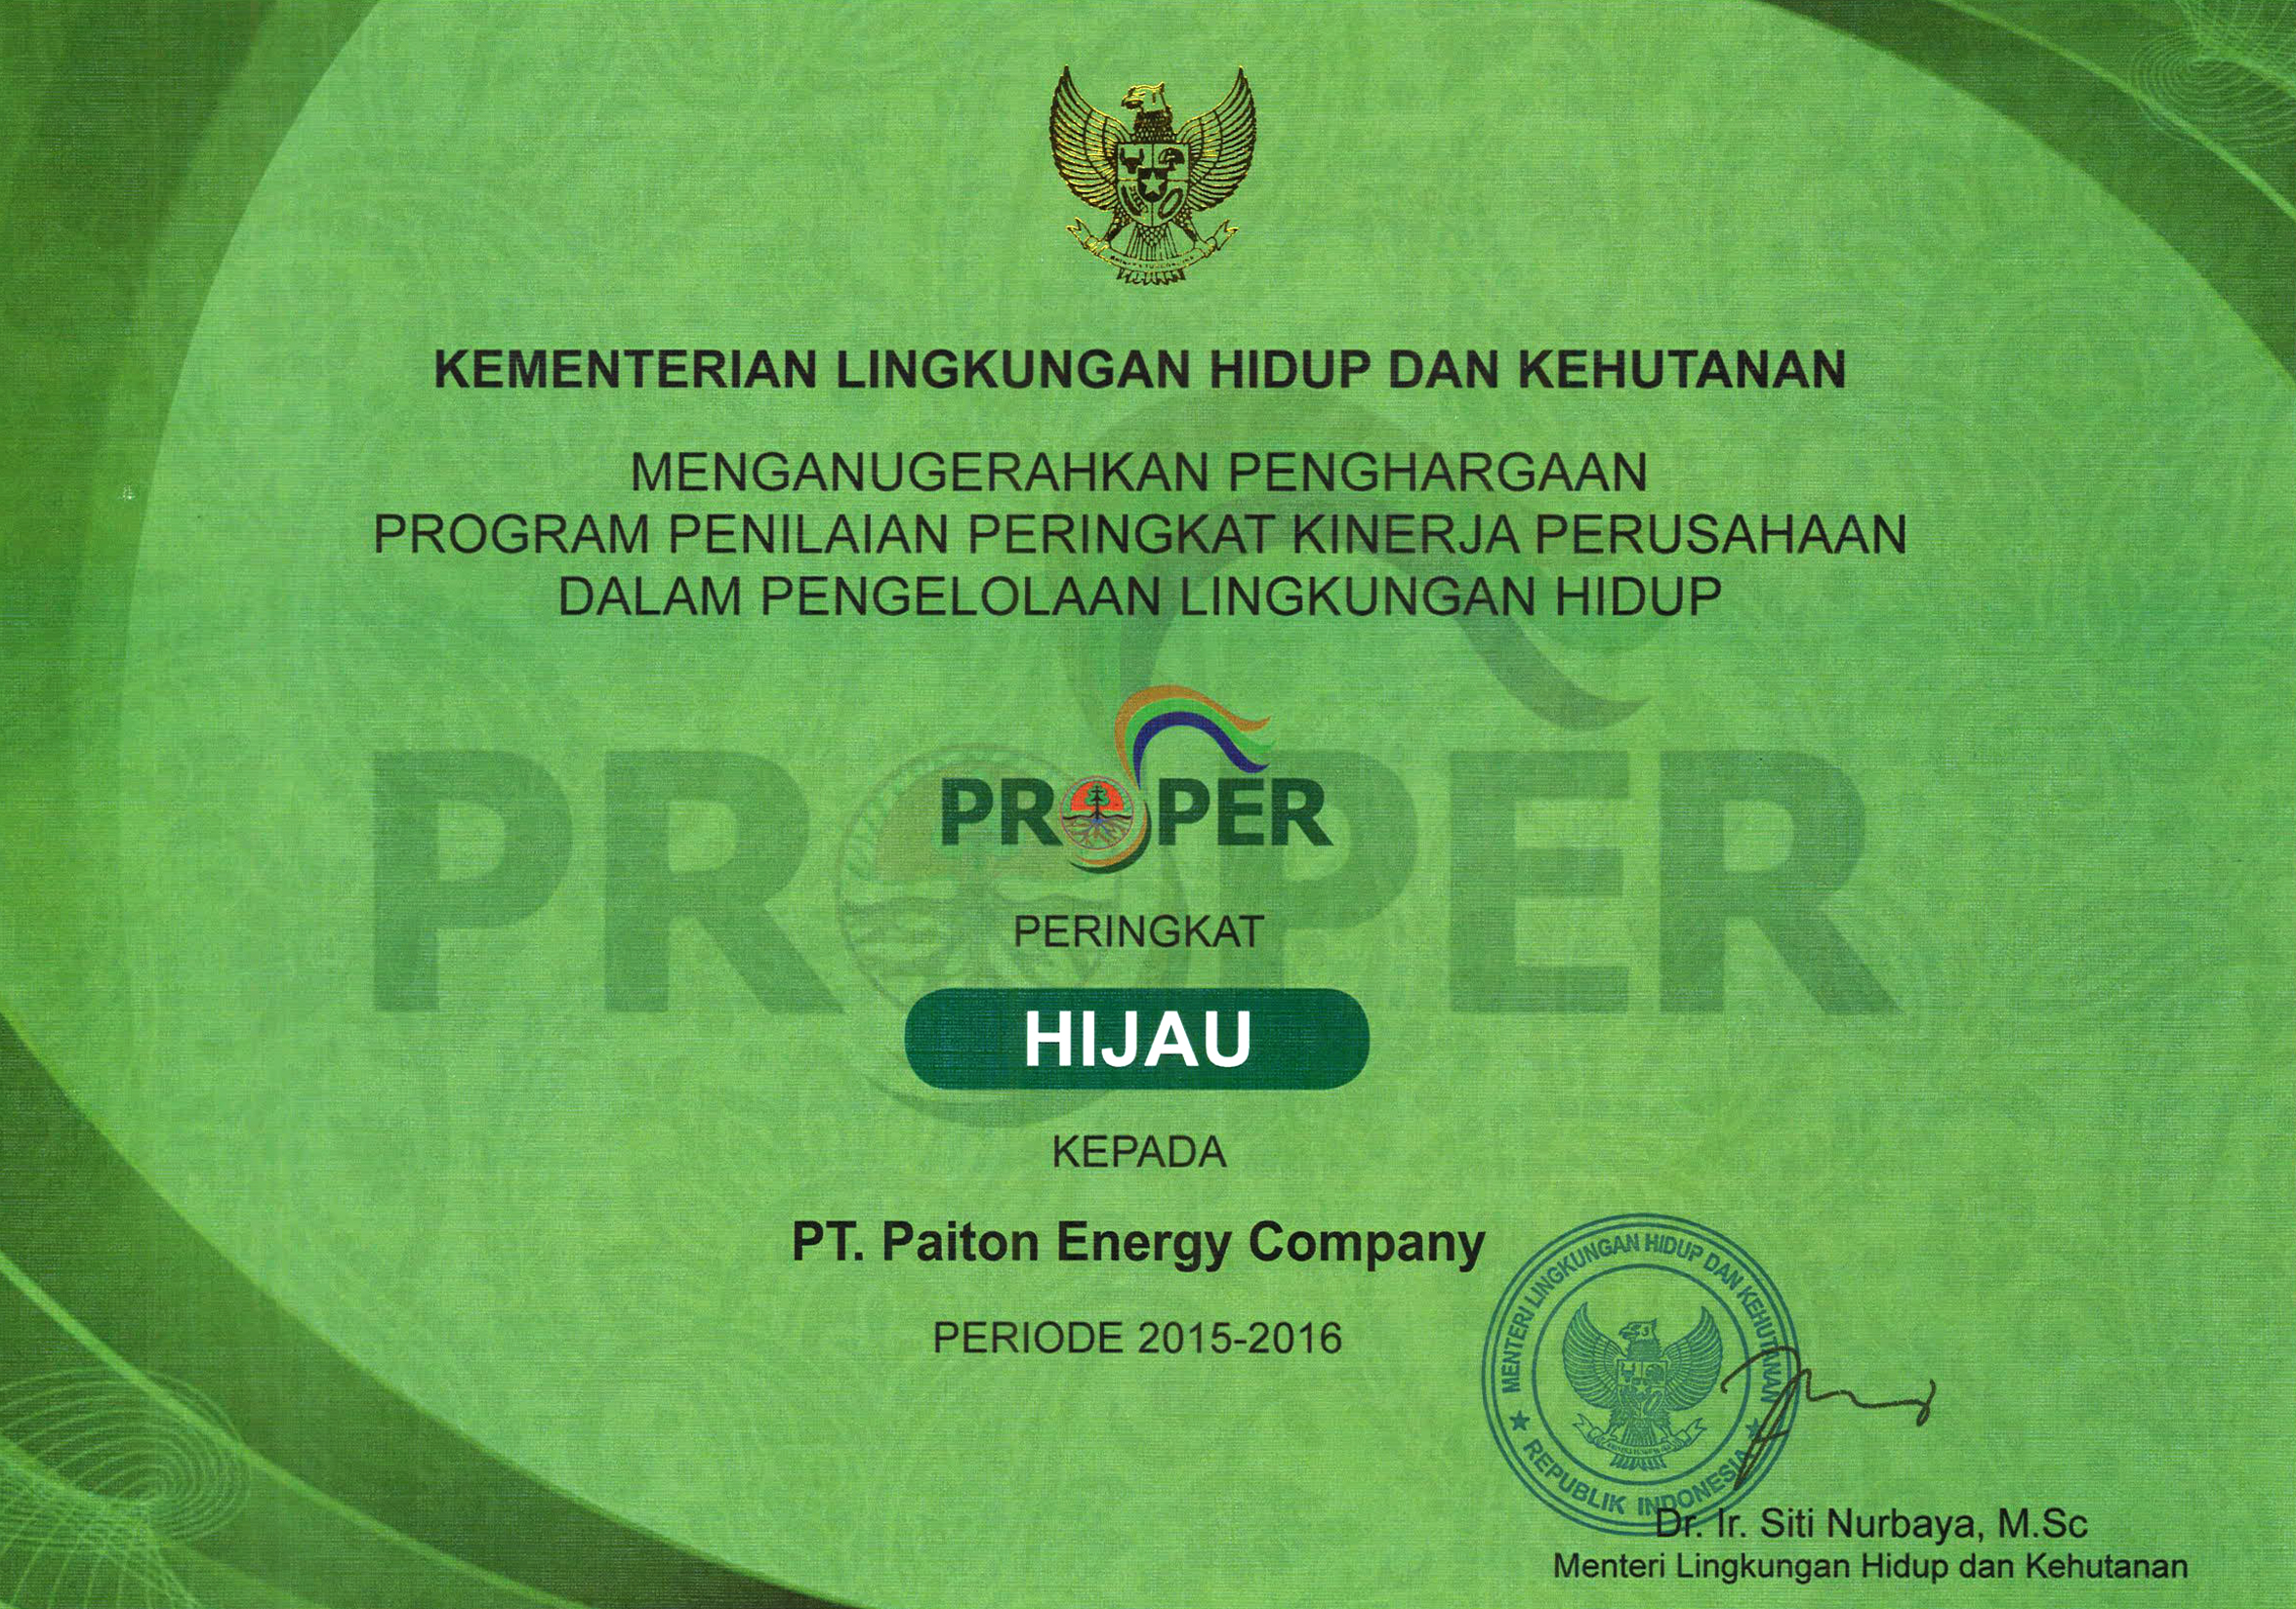 KEMENTERIAN LINGKUNGAN HIDUP DAN KEHUTANAN
MENGANUGERAHKAN PENGHARGAAN
PROGRAM PENILAIAN PERINGKAT KINERJA PERUSAHAAN
DALAM PENGELOLAAN LINGKUNGAN HIDUP
PROPER
PROPER
PERINGKAT
HIJAU
KEPADA
PT. Paiton Energy Company
PERIODE 2015-2016
MENTERI LINGKUNGAN HIDUP DAN KEHUTANAN
REPUBLIK INDONESIA
Dr. Ir. Siti Nurbaya, M.Sc
Menteri Lingkungan Hidup dan Kehutanan